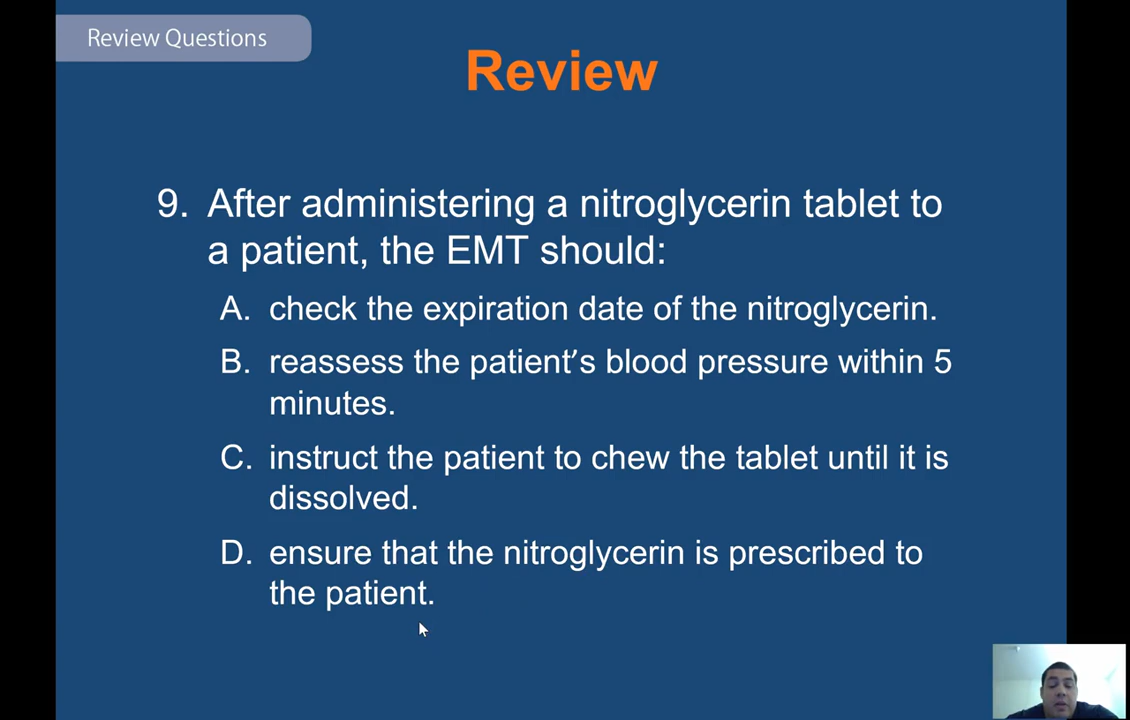 Review Questions
Review
9. After administering a nitroglycerin tablet to
a patient, the EMT should:
A. check the expiration date of the nitroglycerin.
B. reassess the patient’s blood pressure within 5
minutes.
C. instruct the patient to chew the tablet until it is
dissolved.
D. ensure that the nitroglycerin is prescribed to
the patient.